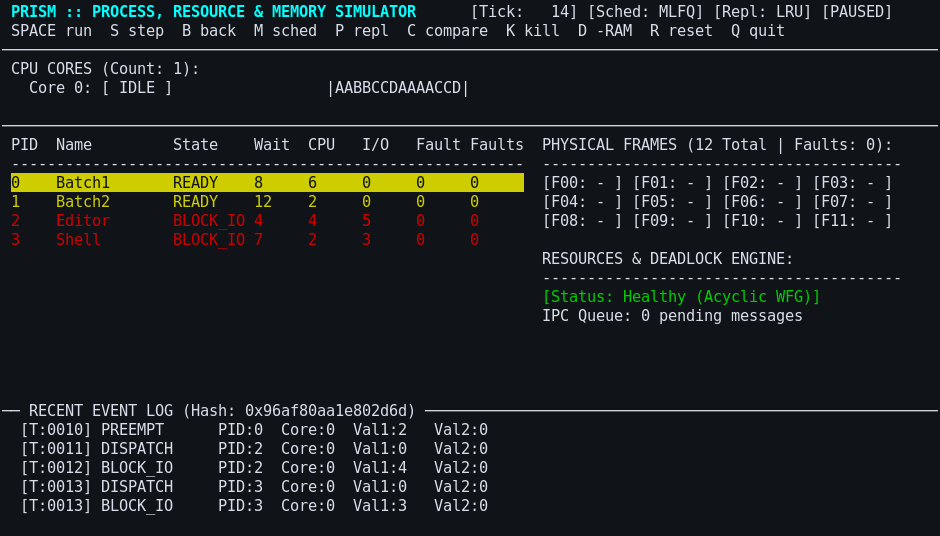 PRISM :: PROCESS, RESOURCE & MEMORY SIMULATOR      [Tick:   14] [Sched: MLFQ] [Repl: LRU] [PAUSED]
SPACE run  S step  B back  M sched  P repl  C compare  K kill  D -RAM  R reset  Q quit
CPU CORES (Count: 1):
  Core 0: [ IDLE ]                 |AABBCCDAAAACCD|
PID  Name         State    Wait  CPU   I/O   Fault Faults  PHYSICAL FRAMES (12 Total | Faults: 0):
---------------------------------------------------------  ----------------------------------------
0    Batch1       READY    8     6     0     0     0       [F00: - ] [F01: - ] [F02: - ] [F03: - ]
1    Batch2       READY    12    2     0     0     0       [F04: - ] [F05: - ] [F06: - ] [F07: - ]
2    Editor       BLOCK_IO 4     4     5     0     0       [F08: - ] [F09: - ] [F10: - ] [F11: - ]
3    Shell        BLOCK_IO 7     2     3     0     0
RESOURCES & DEADLOCK ENGINE:
----------------------------------------
[Status: Healthy (Acyclic WFG)]
IPC Queue: 0 pending messages
RECENT EVENT LOG (Hash: 0x96af80aa1e802d6d)
[T:0010] PREEMPT      PID:0  Core:0  Val1:2   Val2:0
[T:0011] DISPATCH     PID:2  Core:0  Val1:0   Val2:0
[T:0012] BLOCK_IO     PID:2  Core:0  Val1:4   Val2:0
[T:0013] DISPATCH     PID:3  Core:0  Val1:0   Val2:0
[T:0013] BLOCK_IO     PID:3  Core:0  Val1:3   Val2:0